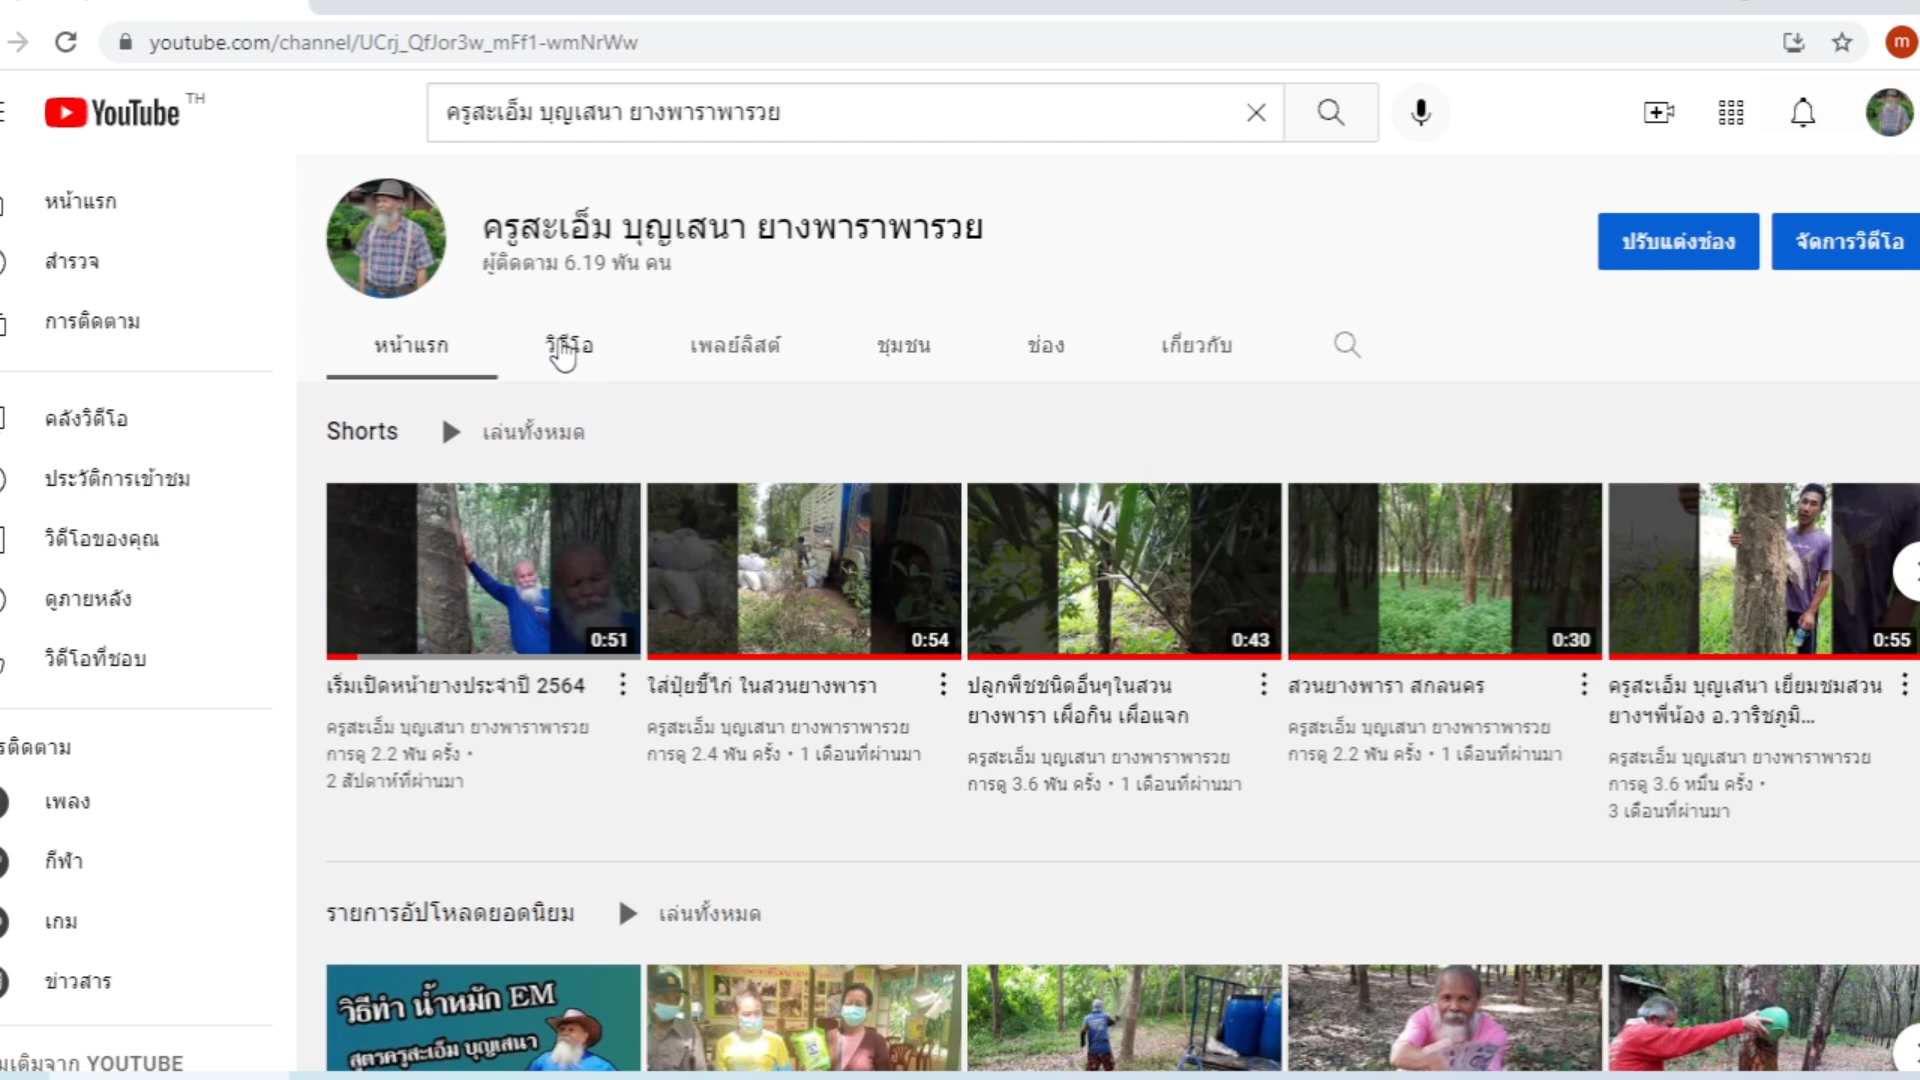 youtube.com/channel/UCrj_QfJor3w_mFf1-wmNrWw
m
YouTube TH
ครูสะเอ็ม บุญเสนา ยางพาราพารวย
หน้าแรก
สำรวจ
การติดตาม
คลังวิดีโอ
ประวัติการเข้าชม
วิดีโอของคุณ
ดูภายหลัง
วิดีโอที่ชอบ
รติดตาม
เพลง
กีฬา
เกม
ข่าวสาร
มเติมจาก YOUTUBE
ครูสะเอ็ม บุญเสนา ยางพาราพารวย
ผู้ติดตาม 6.19 พัน คน
ปรับแต่งช่อง
จัดการวิดีโอ
หน้าแรก
วิดีโอ
เพลย์ลิสต์
ชุมชน
ช่อง
เกี่ยวกับ
Shorts
เล่นทั้งหมด
0:51
0:54
0:43
0:30
0:55
เริ่มเปิดหน้ายางประจำปี 2564
ครูสะเอ็ม บุญเสนา ยางพาราพารวย
การดู 2.2 พัน ครั้ง •
2 สัปดาห์ที่ผ่านมา
ใส่ปุ๋ยขี้ไก่ ในสวนยางพารา
ครูสะเอ็ม บุญเสนา ยางพาราพารวย
การดู 2.4 พัน ครั้ง • 1 เดือนที่ผ่านมา
ปลูกพืชชนิดอื่นๆในสวน
ยางพารา เผื่อกิน เผื่อแจก
ครูสะเอ็ม บุญเสนา ยางพาราพารวย
การดู 3.6 พัน ครั้ง • 1 เดือนที่ผ่านมา
สวนยางพารา สกลนคร
ครูสะเอ็ม บุญเสนา ยางพาราพารวย
การดู 2.2 พัน ครั้ง • 1 เดือนที่ผ่านมา
ครูสะเอ็ม บุญเสนา เยี่ยมชมสวน
ยางฯพี่น้อง อ.วาริชภูมิ...
ครูสะเอ็ม บุญเสนา ยางพาราพารวย
การดู 3.6 หมื่น ครั้ง •
3 เดือนที่ผ่านมา
รายการอัปโหลดยอดนิยม
เล่นทั้งหมด
วิธีทำ น้ำหมัก EM
สูตรครูสะเอ็ม บุญเสนา